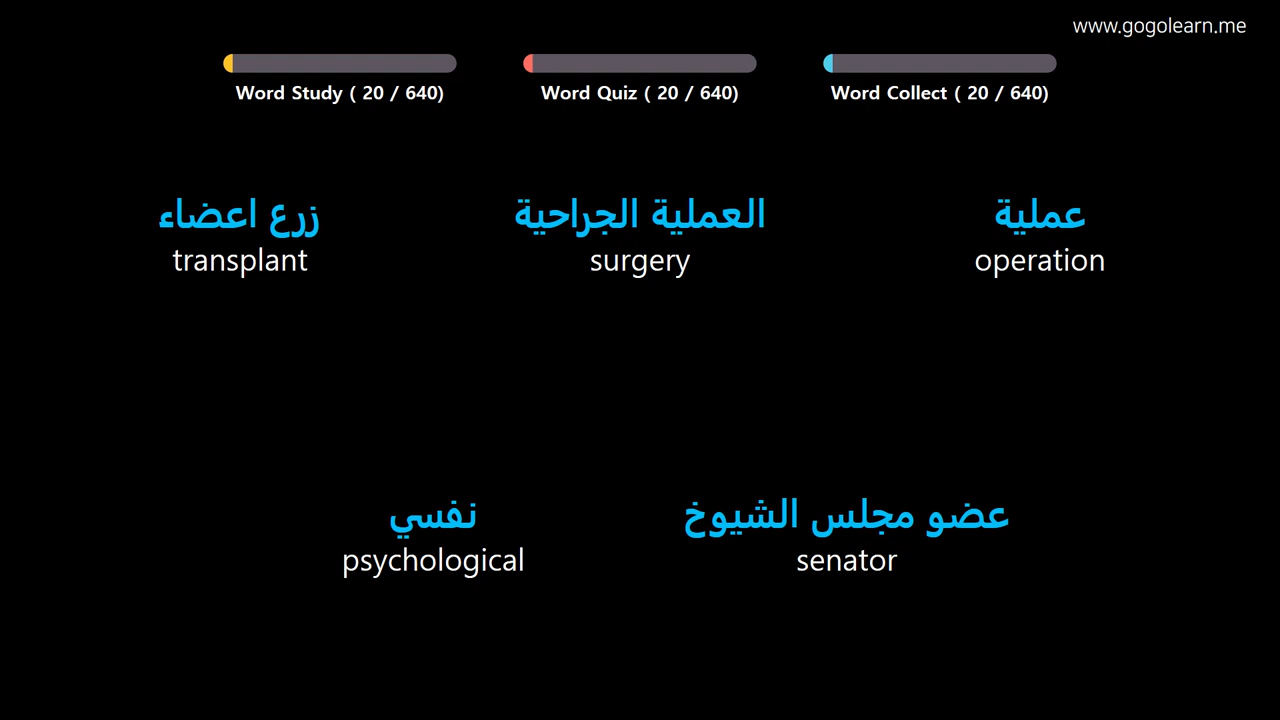 www.gogolearn.me
Word Study ( 20 / 640)
Word Quiz ( 20 / 640)
Word Collect ( 20 / 640)
زرع اعضاء
transplant
العملية الجراحية
surgery
عملية
operation
نفسي
psychological
عضو مجلس الشيوخ
senator